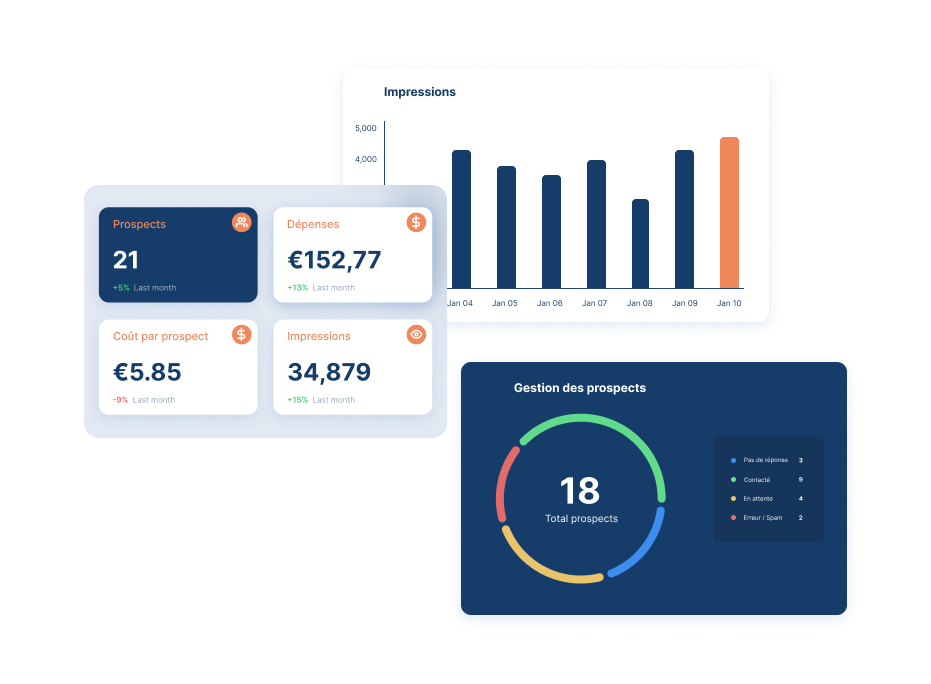 Impressions
5,000
4,000
Jan 04 Jan 05 Jan 06 Jan 07 Jan 08 Jan 09 Jan 10
Prospects
21
+5% Last month
Dépenses
$
€152,77
+13% Last month
Coût par prospect
$
€5.85
-9% Last month
Impressions
34,879
+15% Last month
Gestion des prospects
18
Total prospects
Pas de réponse 3
Contacté 9
En attente 4
Erreur / Spam 2